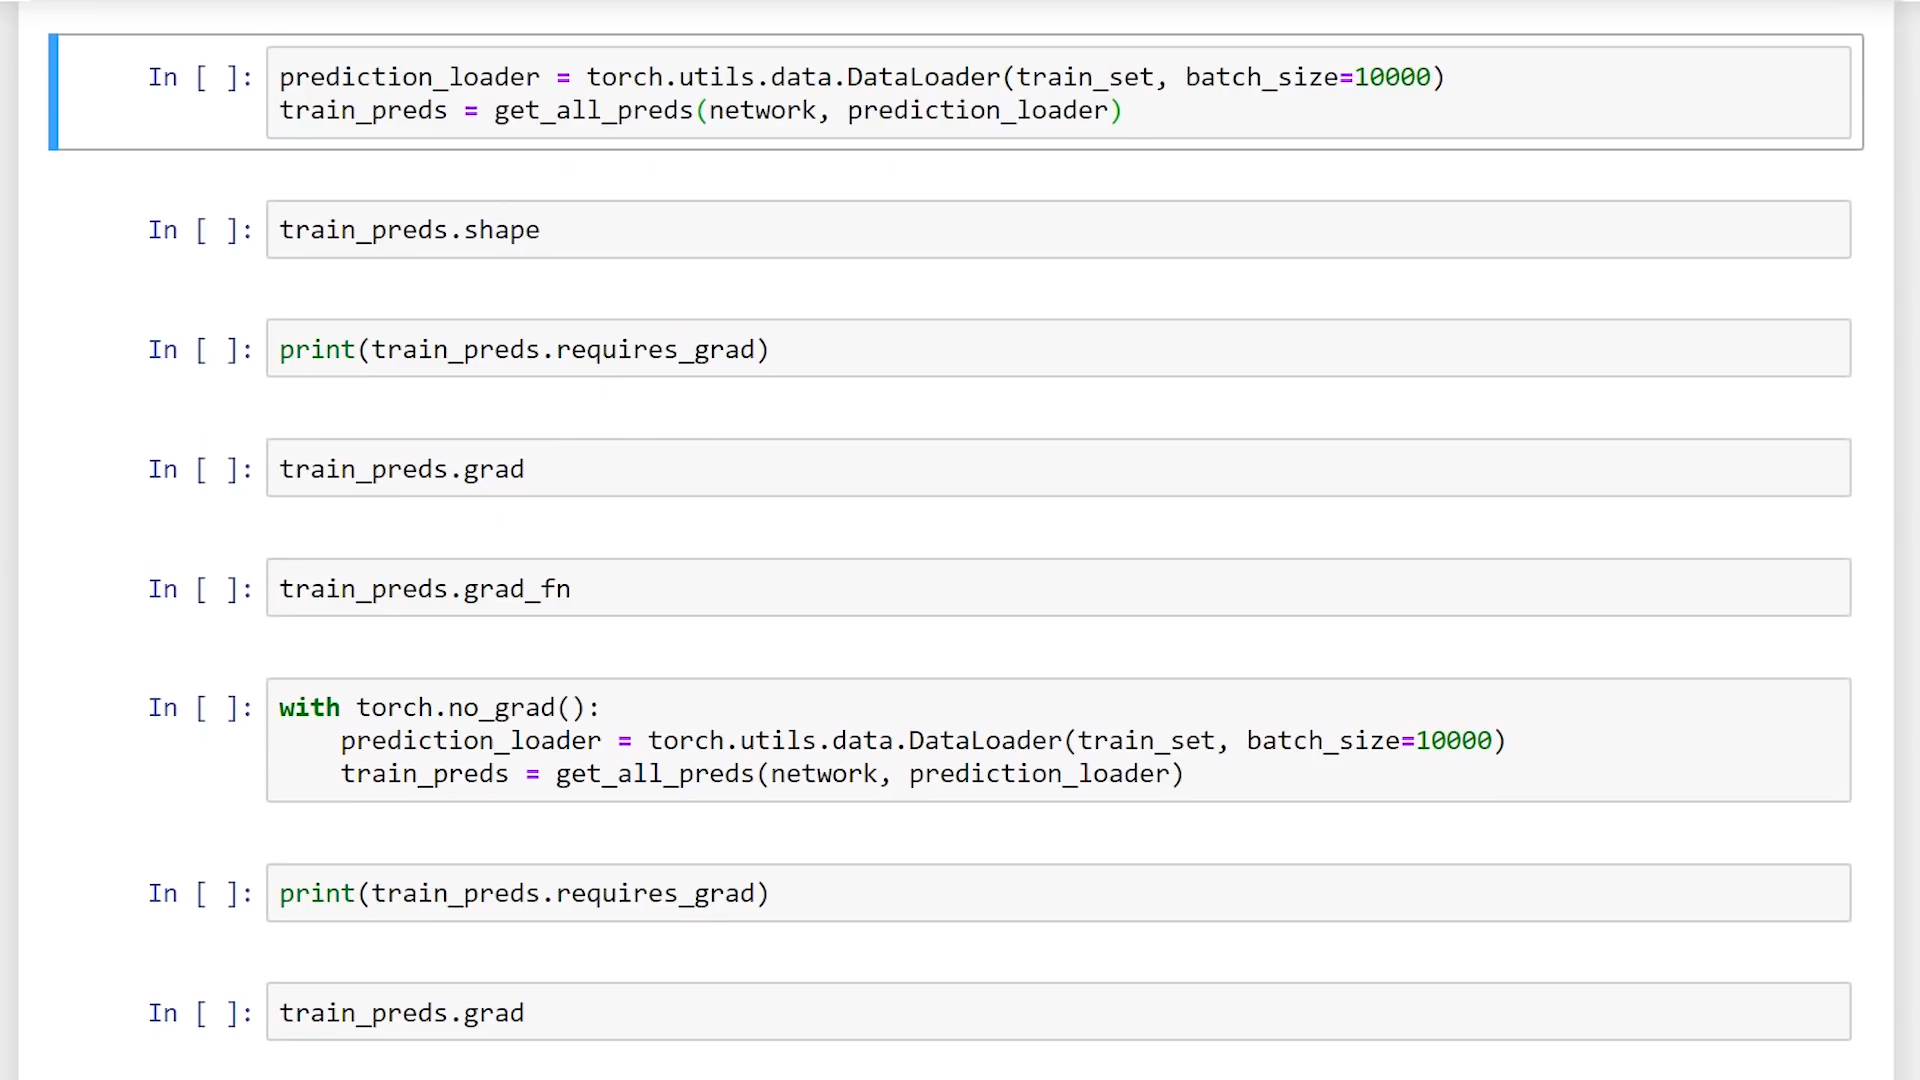 In [ ]: prediction_loader = torch.utils.data.DataLoader(train_set, batch_size=10000)
train_preds = get_all_preds(network, prediction_loader)
In [ ]: train_preds.shape
In [ ]: print(train_preds.requires_grad)
In [ ]: train_preds.grad
In [ ]: train_preds.grad_fn
In [ ]: with torch.no_grad():
    prediction_loader = torch.utils.data.DataLoader(train_set, batch_size=10000)
    train_preds = get_all_preds(network, prediction_loader)
In [ ]: print(train_preds.requires_grad)
In [ ]: train_preds.grad